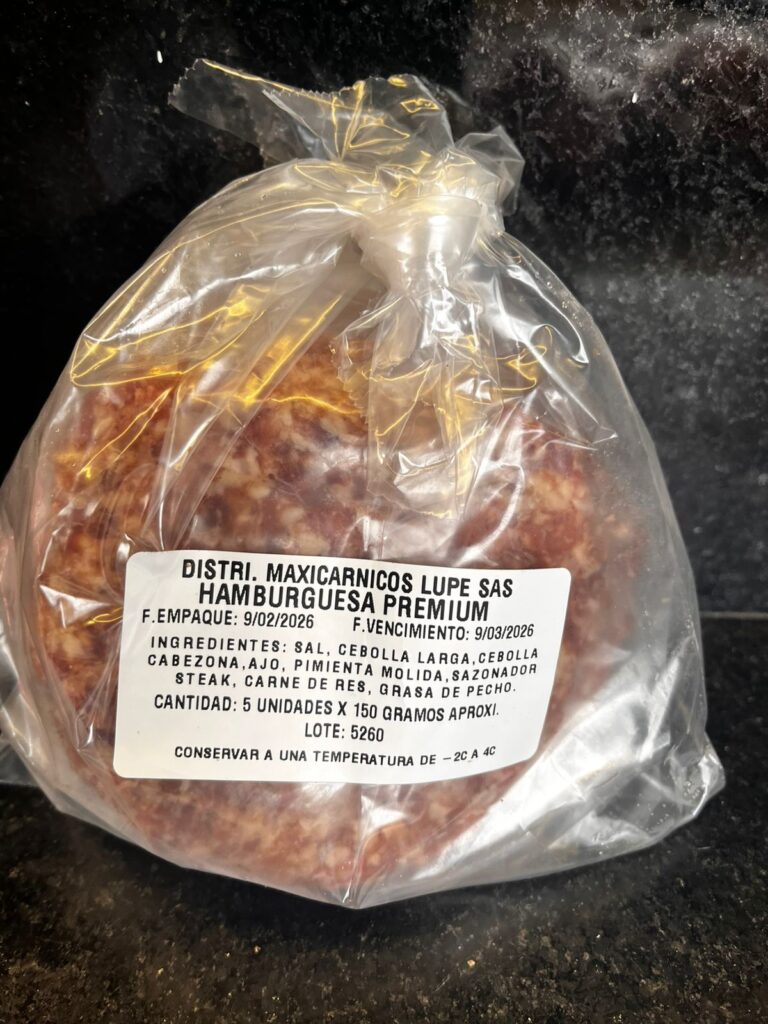 DISTRI. MAXICARNICOS LUPE SAS
HAMBURGUESA PREMIUM
F.EMPAQUE: 9/02/2026 F.VENCIMIENTO: 9/03/2026
INGREDIENTES: SAL, CEBOLLA LARGA,CEBOLLA
CABEZONA,AJO, PIMIENTA MOLIDA,SAZONADOR
STEAK, CARNE DE RES, GRASA DE PECHO.
CANTIDAD: 5 UNIDADES X 150 GRAMOS APROXI.
LOTE: 5260
CONSERVAR A UNA TEMPERATURA DE -2C A 4C